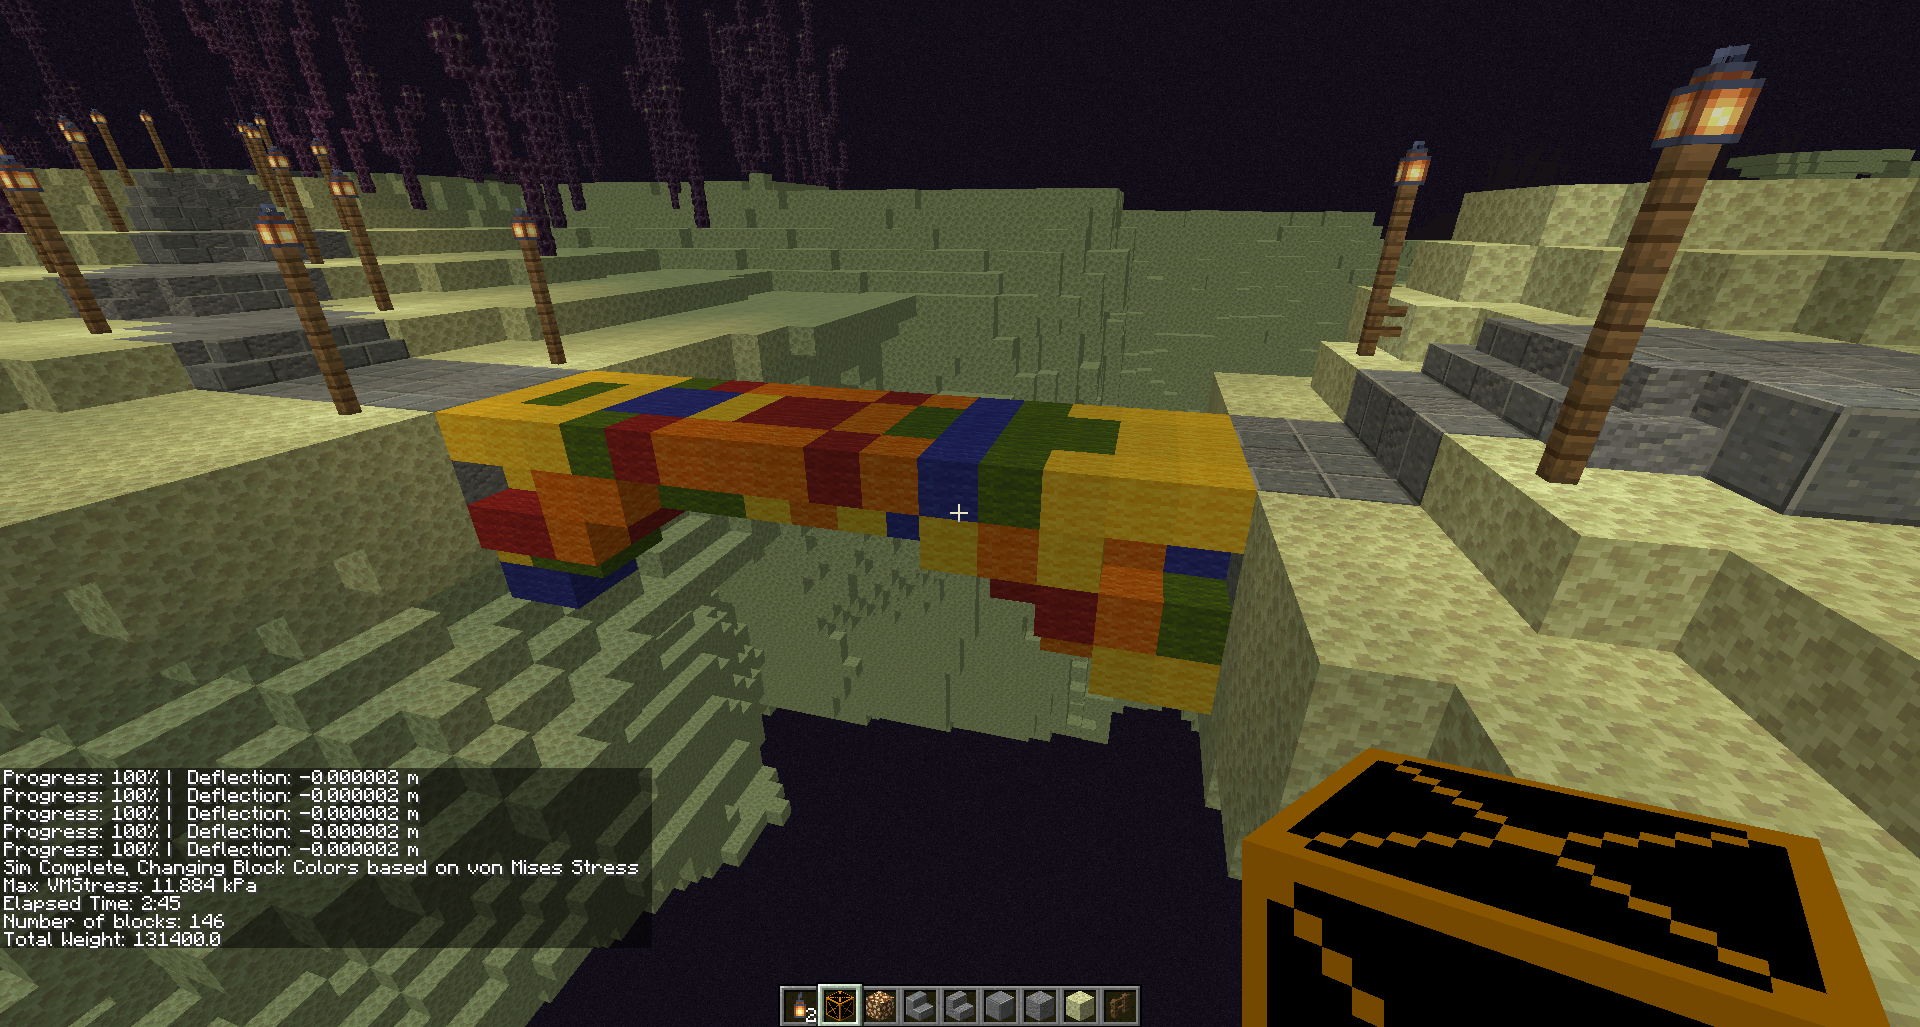 Progress: 100% | Deflection: -0.000002 m
Progress: 100% | Deflection: -0.000002 m
Progress: 100% | Deflection: -0.000002 m
Progress: 100% | Deflection: -0.000002 m
Progress: 100% | Deflection: -0.000002 m
Sim Complete, Changing Block Colors based on von Mises Stress
Max VMStress: 11.884 kPa
Elapsed Time: 2:45
Number of blocks: 146
Total Weight: 131400.0
2